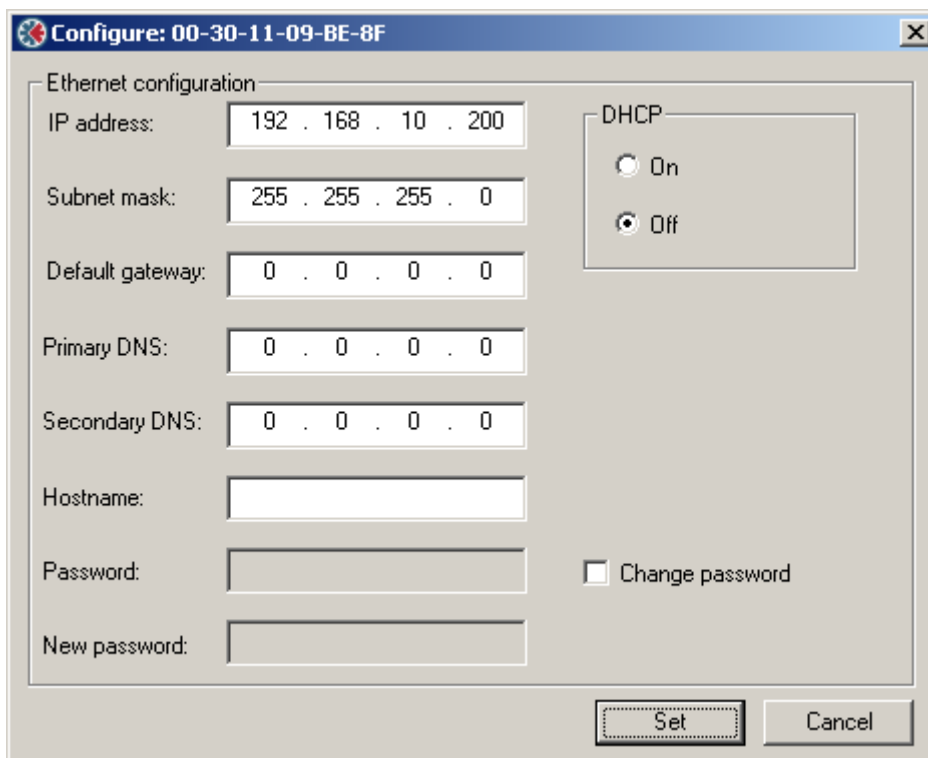 Configure: 00-30-11-09-BE-8F
Ethernet configuration
IP address: 192 . 168 . 10 . 200
DHCP
On
Subnet mask: 255 . 255 . 255 . 0
Off
Default gateway: 0 . 0 . 0 . 0
Primary DNS: 0 . 0 . 0 . 0
Secondary DNS: 0 . 0 . 0 . 0
Hostname:
Password:
Change password
New password:
Set
Cancel